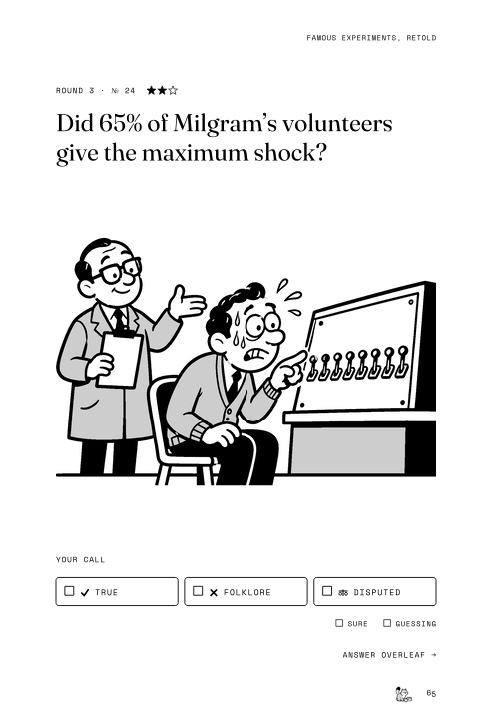 FAMOUS EXPERIMENTS, RETOLD
ROUND 3 · № 24 ★★☆
Did 65% of Milgram’s volunteers
give the maximum shock?
YOUR CALL
☐ ✔ TRUE
☐ ✖ FOLKLORE
☐ DISPUTED
☐ SURE ☐ GUESSING
ANSWER OVERLEAF →
65